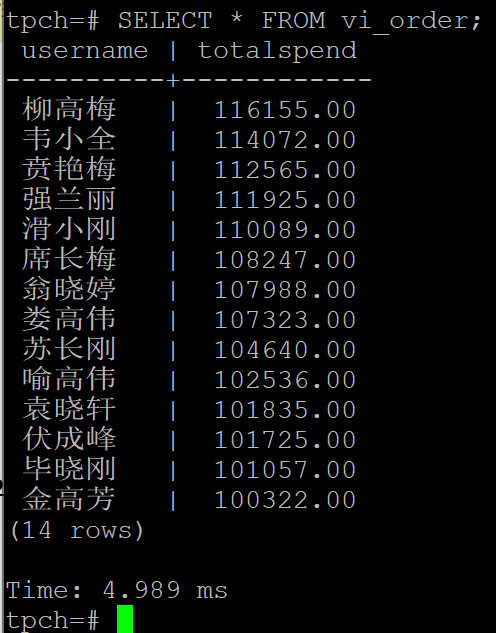 tpch=# SELECT * FROM vi_order;
username | totalspend
----------+------------
柳高梅 | 116155.00
韦小全 | 114072.00
贲艳梅 | 112565.00
强兰丽 | 111925.00
滑小刚 | 110089.00
席长梅 | 108247.00
翁晓婷 | 107988.00
娄高伟 | 107323.00
苏长刚 | 104640.00
喻高伟 | 102536.00
袁晓轩 | 101835.00
伏成峰 | 101725.00
毕晓刚 | 101057.00
金高芳 | 100322.00
(14 rows)
Time: 4.989 ms
tpch=#